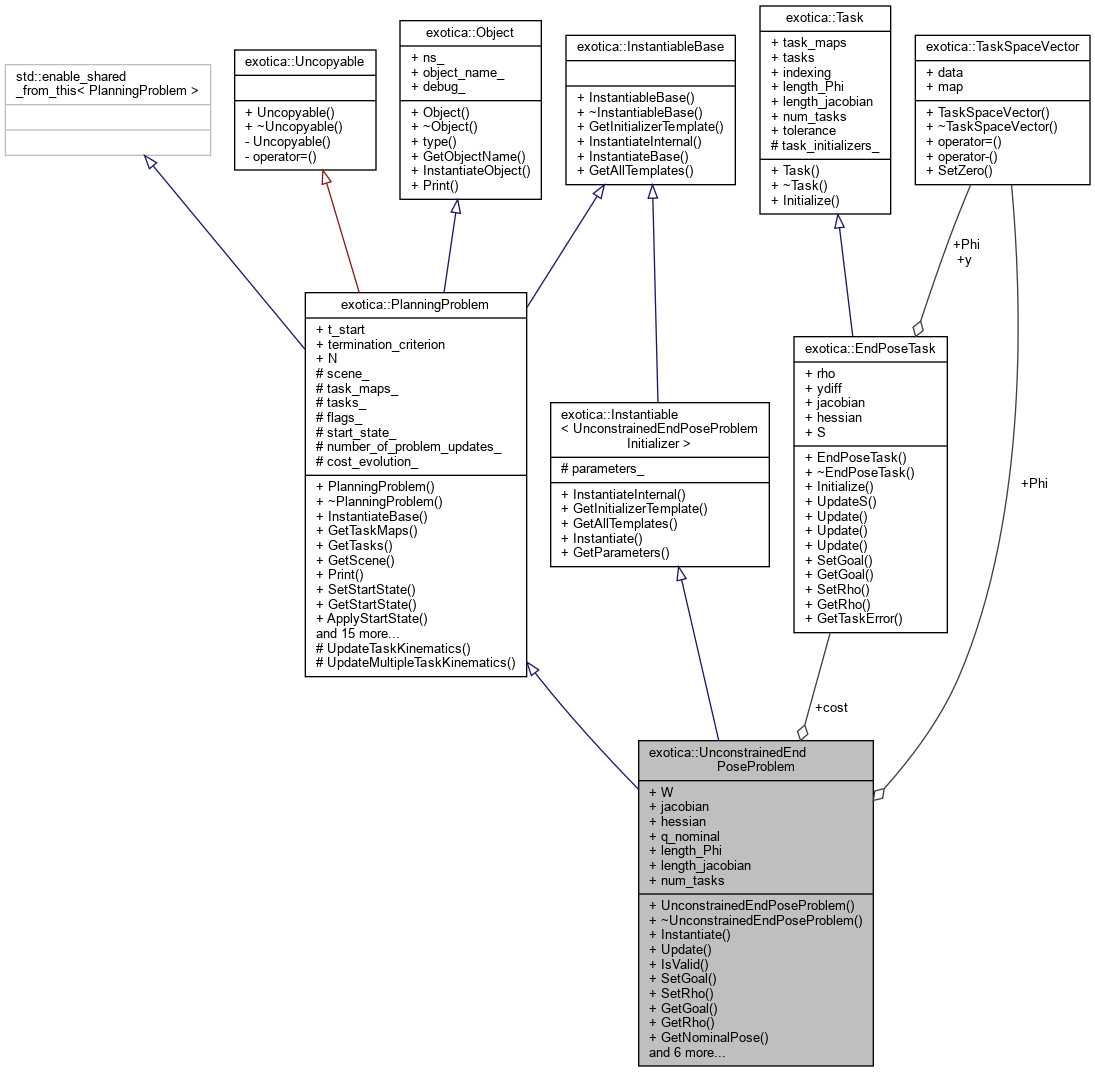 std::enable_shared
_from_this< PlanningProblem >
exotica::Uncopyable
+ Uncopyable()
+ ~Uncopyable()
- Uncopyable()
- operator=()
exotica::Object
+ ns_
+ object_name_
+ debug_
+ Object()
+ ~Object()
+ type()
+ GetObjectName()
+ InstantiateObject()
+ Print()
exotica::InstantiableBase
+ InstantiableBase()
+ ~InstantiableBase()
+ GetInitializerTemplate()
+ InstantiateInternal()
+ InstantiateBase()
+ GetAllTemplates()
exotica::Task
+ task_maps
+ tasks
+ indexing
+ length_Phi
+ length_jacobian
+ num_tasks
+ tolerance
# task_initializers_
+ Task()
+ ~Task()
+ Initialize()
exotica::TaskSpaceVector
+ data
+ map
+ TaskSpaceVector()
+ ~TaskSpaceVector()
+ operator=()
+ operator-()
+ SetZero()
+Phi
+y
exotica::PlanningProblem
+ t_start
+ termination_criterion
+ N
# scene_
# task_maps_
# tasks_
# flags_
# start_state_
# number_of_problem_updates_
# cost_evolution_
+ PlanningProblem()
+ ~PlanningProblem()
+ InstantiateBase()
+ GetTaskMaps()
+ GetTasks()
+ GetScene()
+ Print()
+ SetStartState()
+ GetStartState()
+ ApplyStartState()
and 15 more...
# UpdateTaskKinematics()
# UpdateMultipleTaskKinematics()
exotica::Instantiable
< UnconstrainedEndPoseProblem
Initializer >
# parameters_
+ InstantiateInternal()
+ GetInitializerTemplate()
+ GetAllTemplates()
+ Instantiate()
+ GetParameters()
exotica::EndPoseTask
+ rho
+ ydiff
+ jacobian
+ hessian
+ S
+ EndPoseTask()
+ ~EndPoseTask()
+ Initialize()
+ UpdateS()
+ Update()
+ Update()
+ Update()
+ SetGoal()
+ GetGoal()
+ SetRho()
+ GetRho()
+ GetTaskError()
+Phi
+cost
exotica::UnconstrainedEnd
PoseProblem
+ W
+ jacobian
+ hessian
+ q_nominal
+ length_Phi
+ length_jacobian
+ num_tasks
+ UnconstrainedEndPoseProblem()
+ ~UnconstrainedEndPoseProblem()
+ Instantiate()
+ Update()
+ IsValid()
+ SetGoal()
+ SetRho()
+ GetGoal()
+ GetRho()
+ GetNominalPose()
and 6 more...